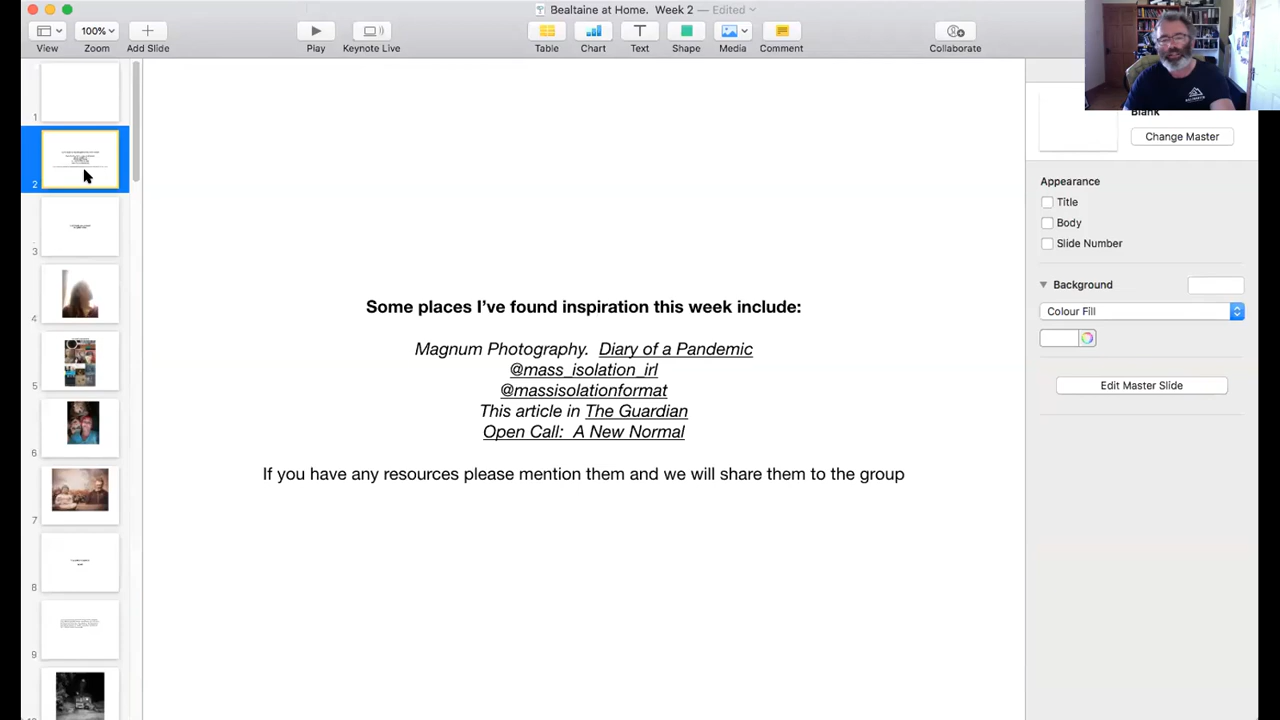 Bealtaine at Home. Week 2 — Edited
View
100%
Zoom
Add Slide
Play
Keynote Live
Table
Chart
Text
Shape
Media
Comment
Collaborate
1
2
3
4
5
6
7
8
9
Some places I’ve found inspiration this week include:
Magnum Photography. Diary of a Pandemic
@mass_isolation_irl
@massisolationformat
This article in The Guardian
Open Call: A New Normal
If you have any resources please mention them and we will share them to the group
Blank
Change Master
Appearance
Title
Body
Slide Number
Background
Colour Fill
Edit Master Slide